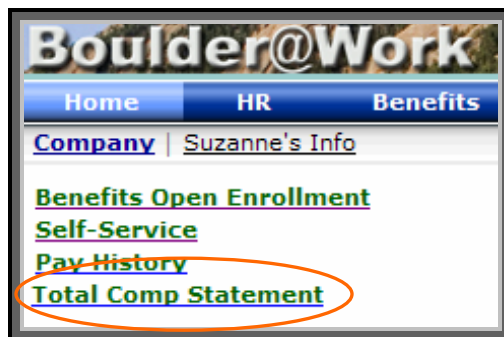 Boulder@Work
Home HR Benefits
Company | Suzanne's Info
Benefits Open Enrollment
Self-Service
Pay History
Total Comp Statement